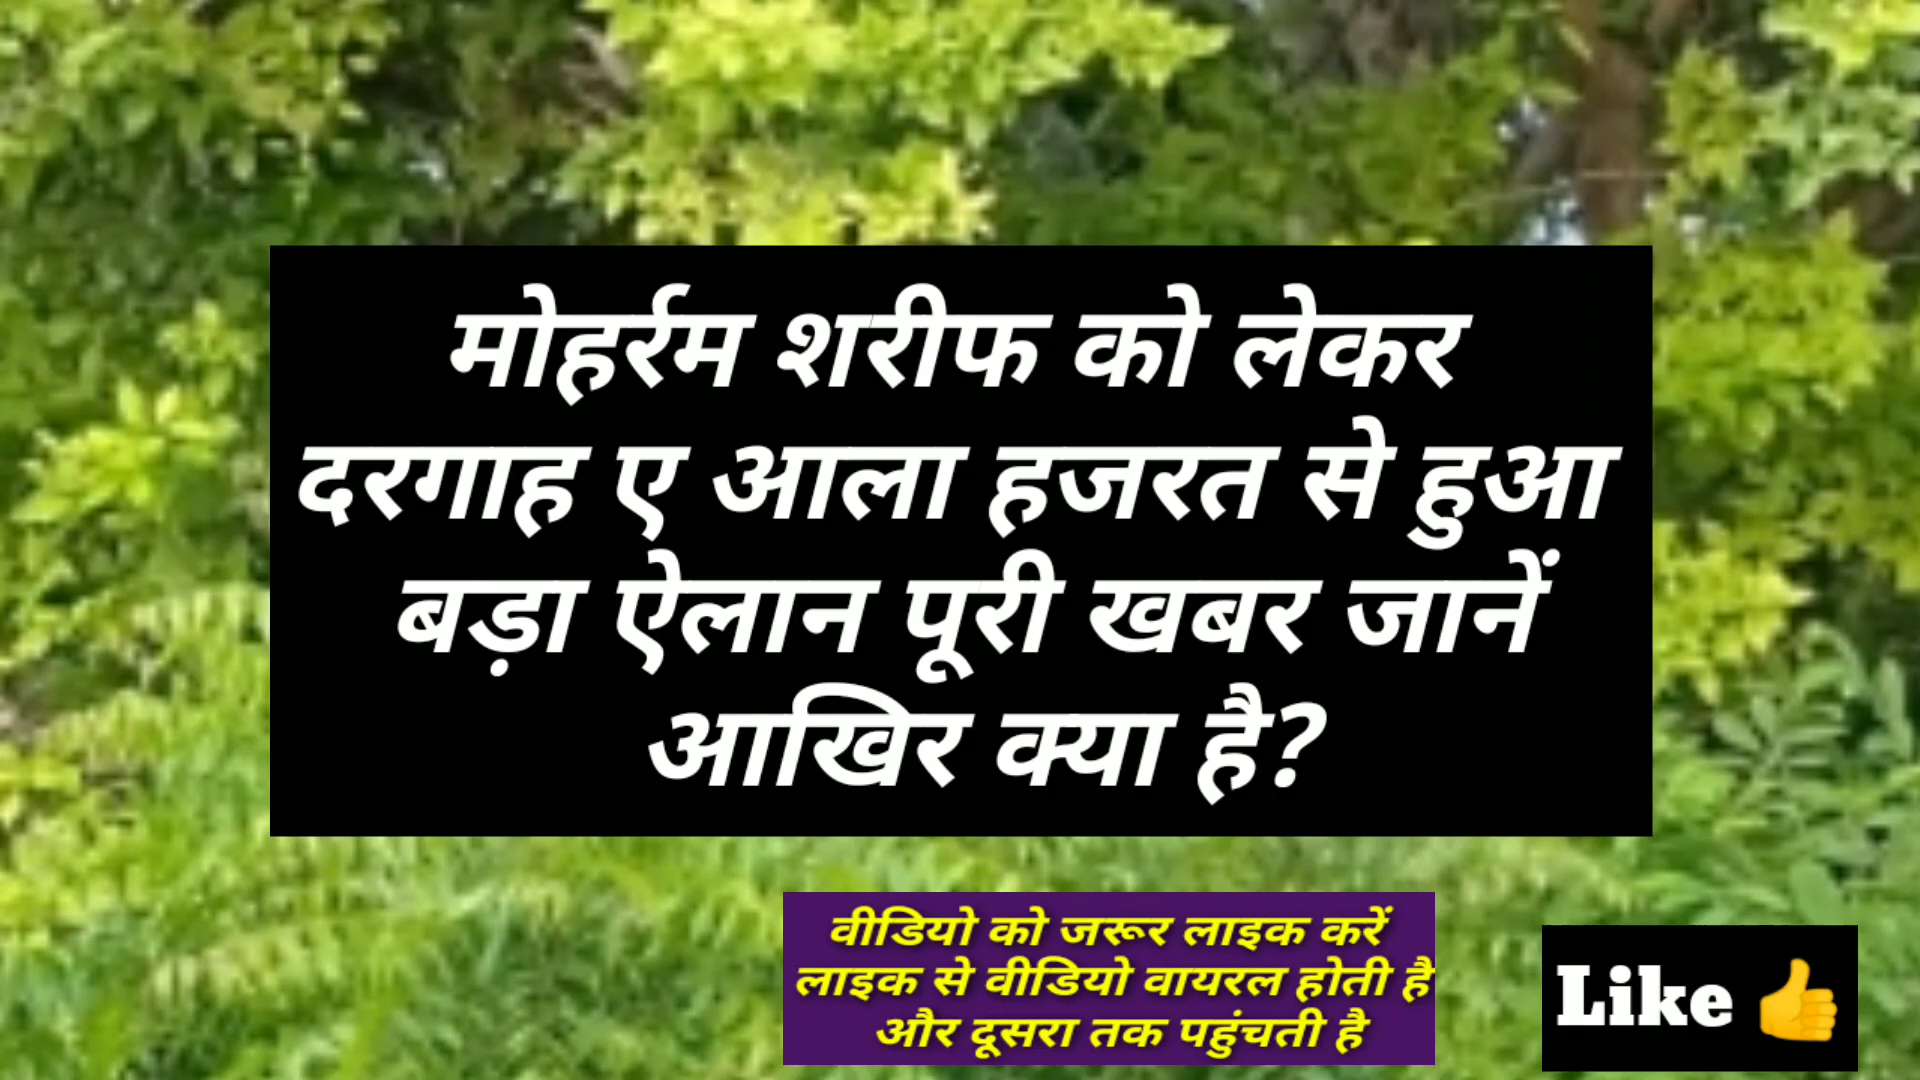 मोहर्रम शरीफ को लेकर
दरगाह ए आला हजरत से हुआ
बड़ा ऐलान पूरी खबर जानें
आखिर क्या है?
वीडियो को जरूर लाइक करें
लाइक से वीडियो वायरल होती है
और दूसरा तक पहुंचती है
Like 👍